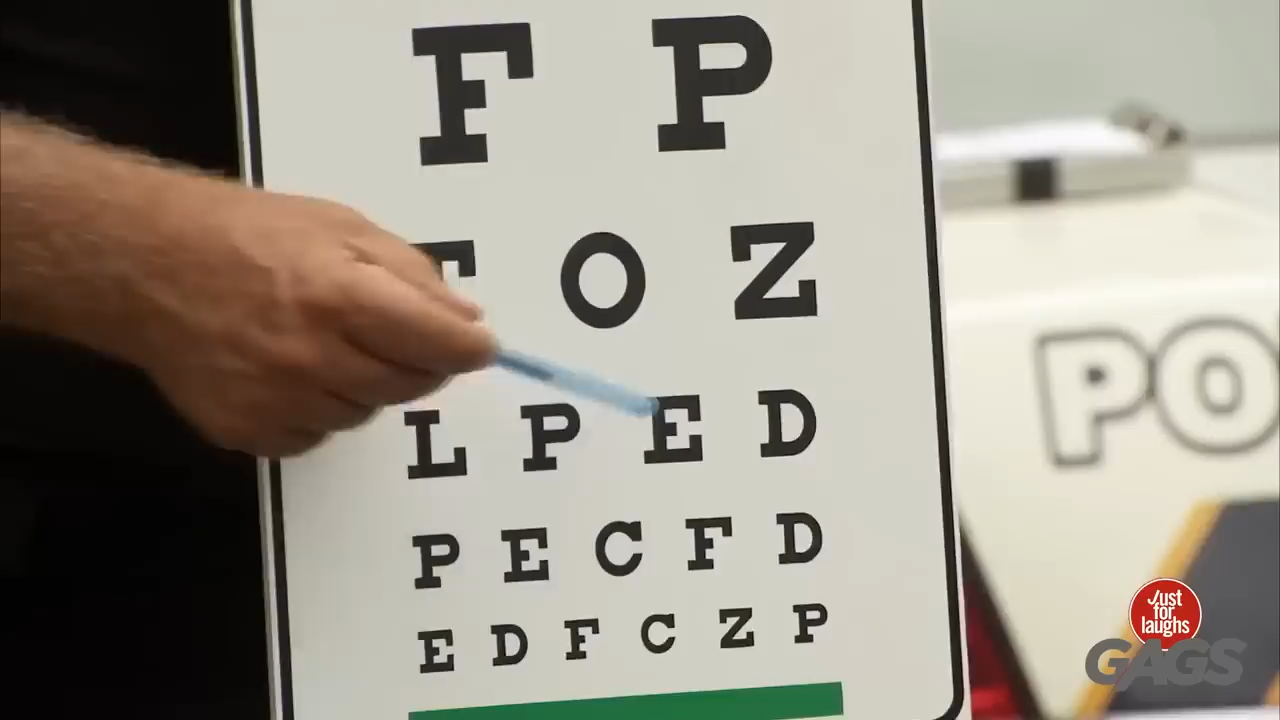 F P
T O Z
L P E D
P E C F D
E D F C Z P
PO
Just
for
laughs
GAGS